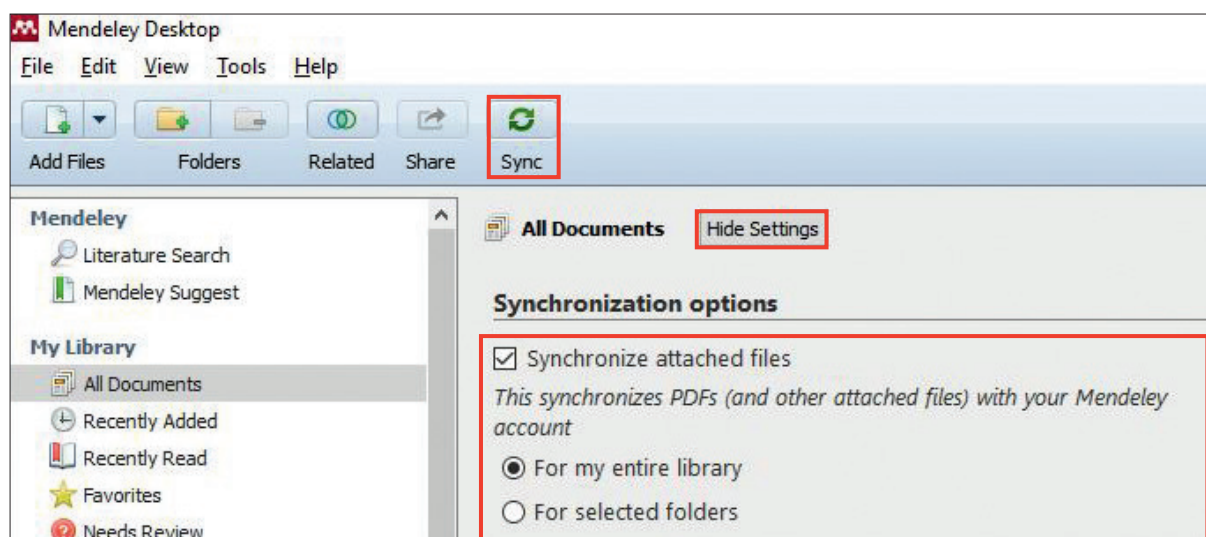 Mendeley Desktop
File Edit View Tools Help
Add Files Folders Related Share Sync
Mendeley
Literature Search
Mendeley Suggest
My Library
All Documents
Recently Added
Recently Read
Favorites
Needs Review
All Documents Hide Settings
Synchronization options
Synchronize attached files
This synchronizes PDFs (and other attached files) with your Mendeley
account
For my entire library
For selected folders